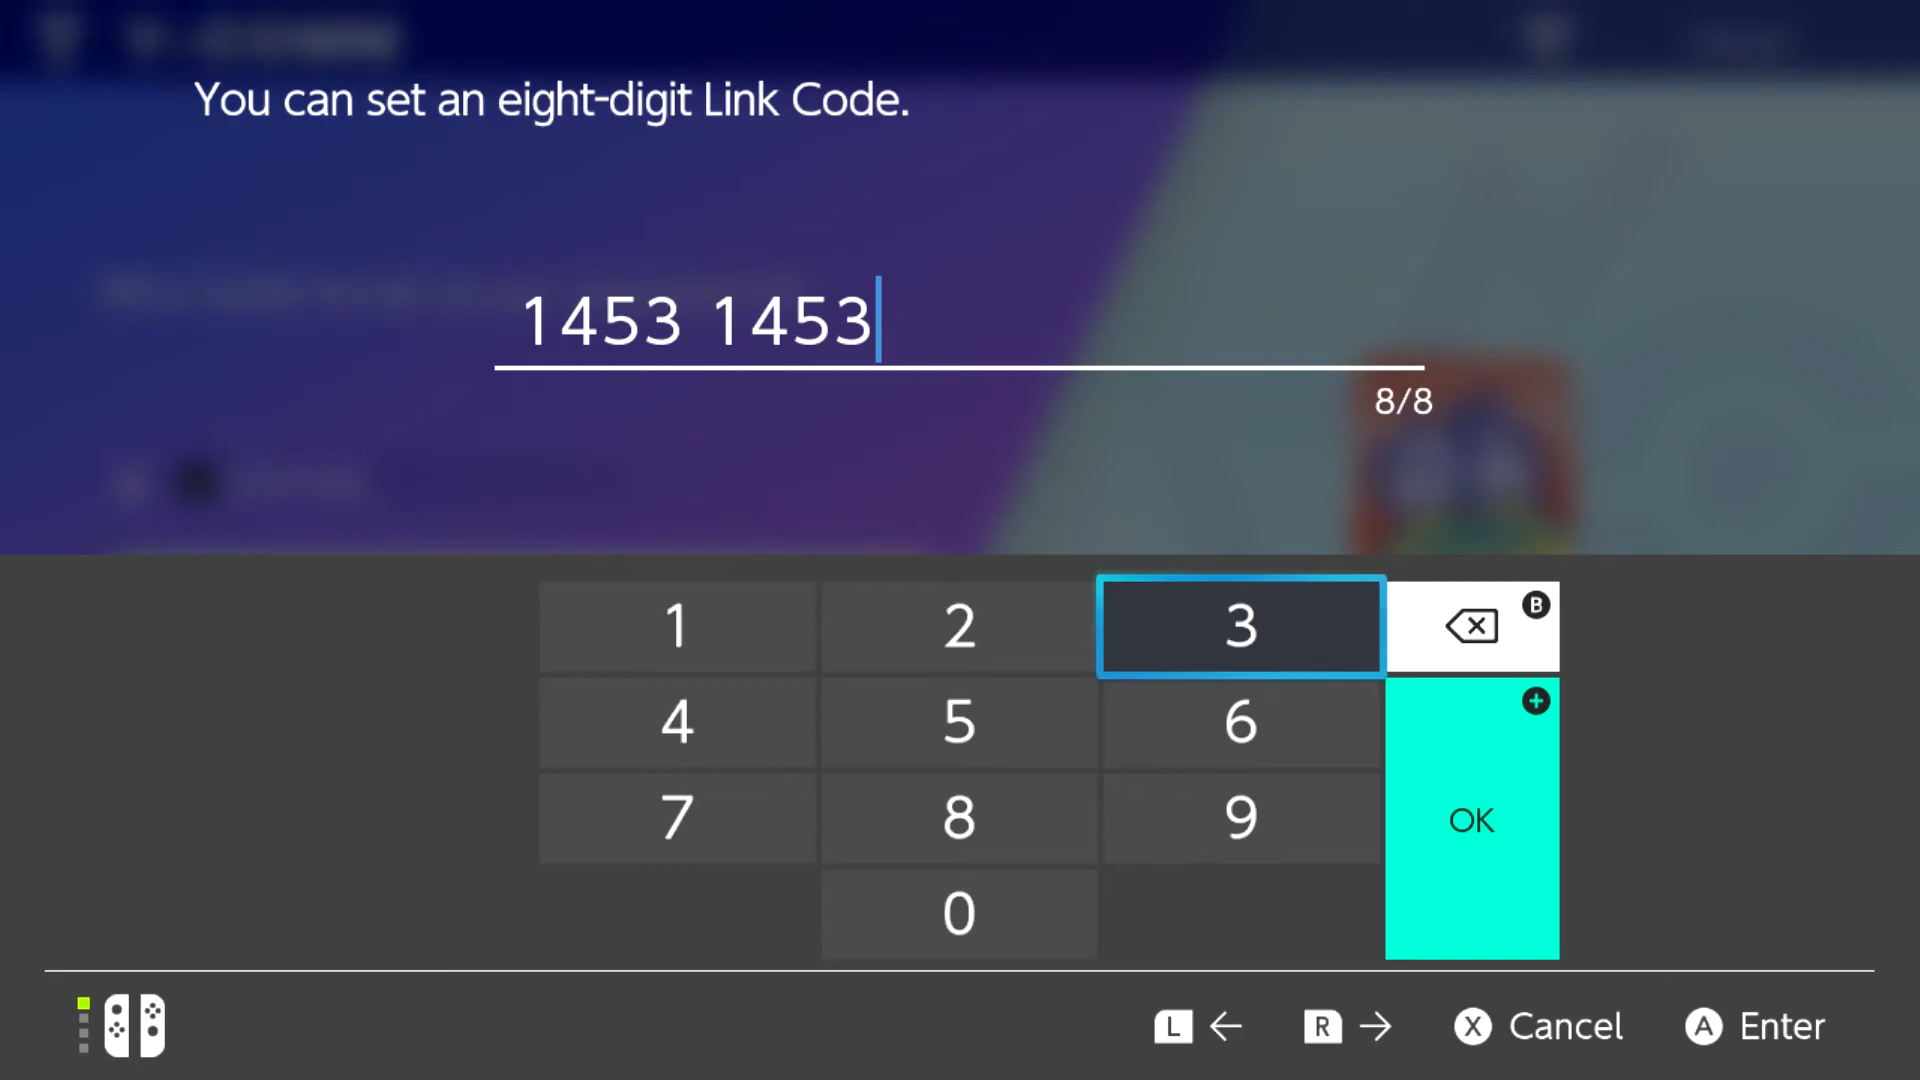 You can set an eight-digit Link Code.
1453 1453
8/8
1 2 3 B
4 5 6 +
7 8 9 OK
0
L ← R → X Cancel A Enter